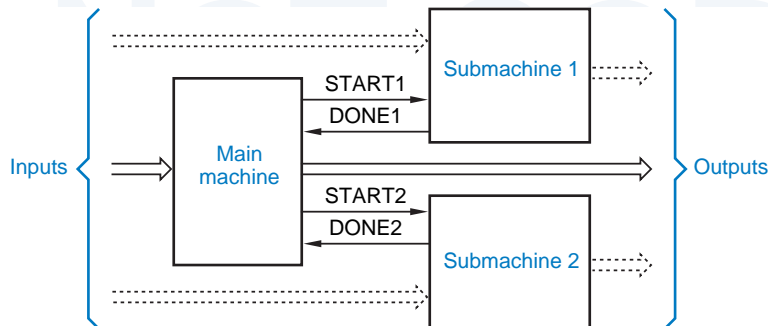 Submachine 1
START1
DONE1
Inputs
Main
machine
Outputs
START2
DONE2
Submachine 2